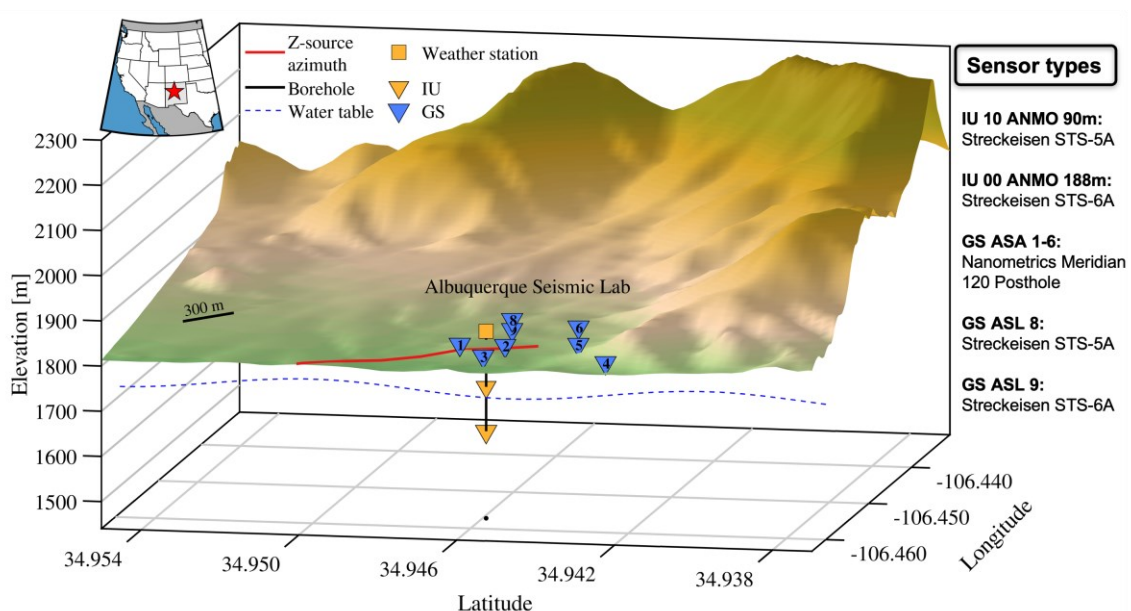 Z-source
azimuth
Borehole
Water table
Weather station
IU
GS
Sensor types
IU 10 ANMO 90m:
Streckeisen STS-5A
IU 00 ANMO 188m:
Streckeisen STS-6A
GS ASA 1-6:
Nanometrics Meridian
120 Posthole
GS ASL 8:
Streckeisen STS-5A
GS ASL 9:
Streckeisen STS-6A
Elevation [m]
2300
2200
2100
2000
1900
1800
1700
1600
1500
300 m
Albuquerque Seismic Lab
8
9
6
1
2
5
3
4
34.954
34.950
34.946
34.942
34.938
Latitude
-106.440
-106.450
-106.460
Longitude